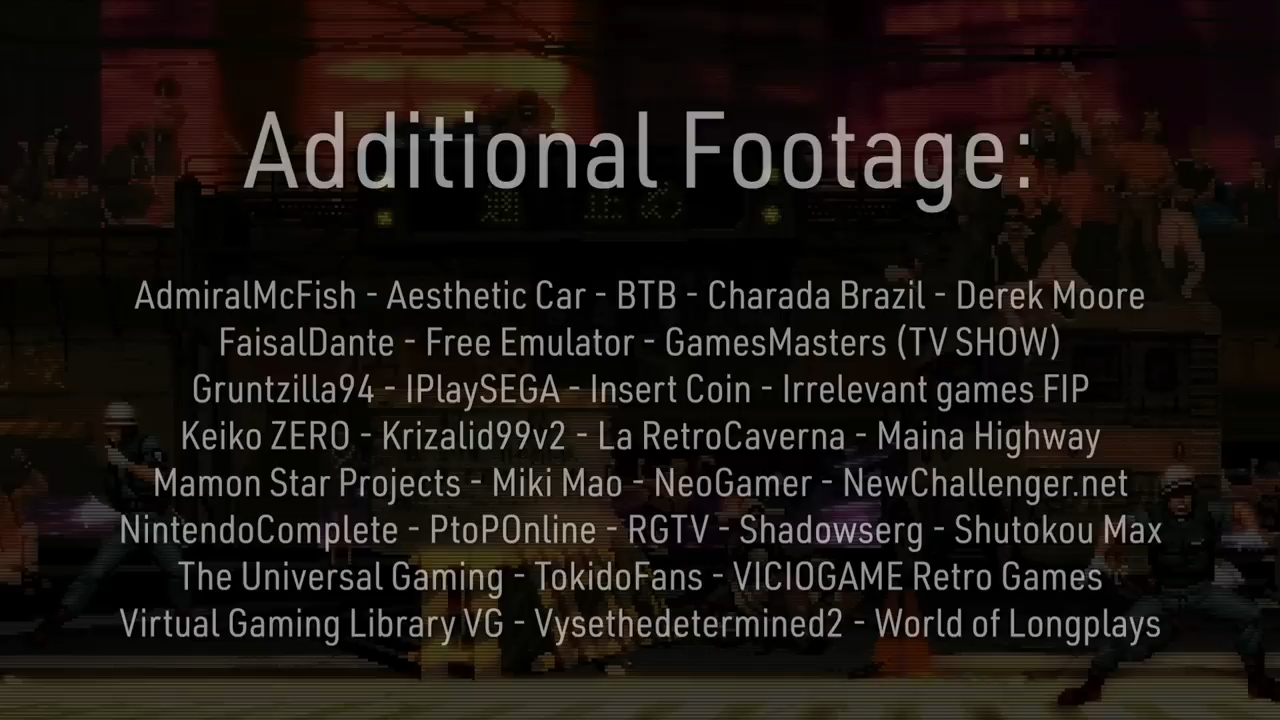 Additional Footage:
AdmiralMcFish - Aesthetic Car - BTB - Charada Brazil - Derek Moore
FaisalDante - Free Emulator - GamesMasters (TV SHOW)
Gruntzilla94 - IPlaySEGA - Insert Coin - Irrelevant games FIP
Keiko ZERO - Krizalid99v2 - La RetroCaverna - Maina Highway
Mamon Star Projects - Miki Mao - NeoGamer - NewChallenger.net
NintendoComplete - PtoPOnline - RGTV - Shadowserg - Shutokou Max
The Universal Gaming - TokidoFans - VICIOGAME Retro Games
Virtual Gaming Library VG - Vysethedetermined2 - World of Longplays